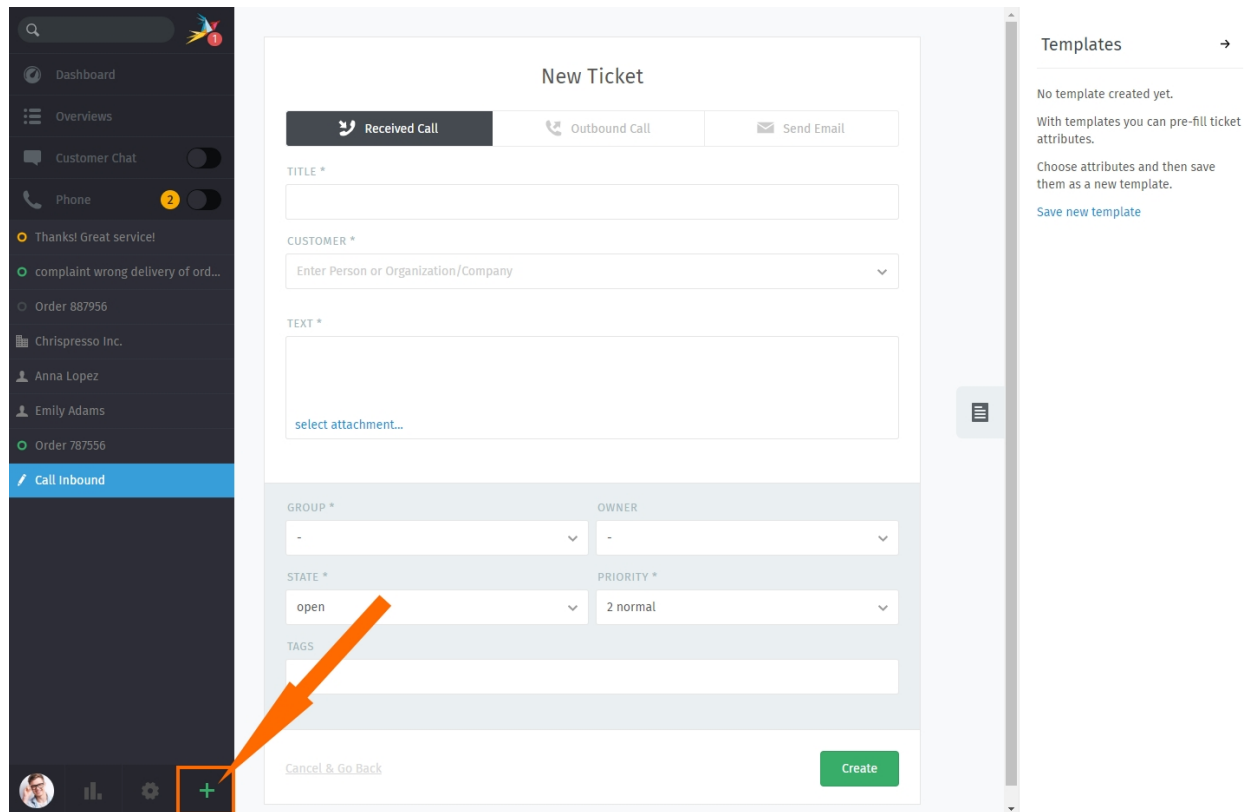 1
Dashboard
Overviews
Customer Chat
Phone 2
Thanks! Great service!
complaint wrong delivery of ord...
Order 887956
Chrispresso Inc.
Anna Lopez
Emily Adams
Order 787556
Call Inbound
New Ticket
Received Call Outbound Call Send Email
TITLE *
CUSTOMER *
Enter Person or Organization/Company
TEXT *
select attachment...
GROUP * OWNER
- -
STATE * PRIORITY *
open 2 normal
TAGS
Cancel & Go Back Create
Templates →
No template created yet.
With templates you can pre-fill ticket
attributes.
Choose attributes and then save
them as a new template.
Save new template